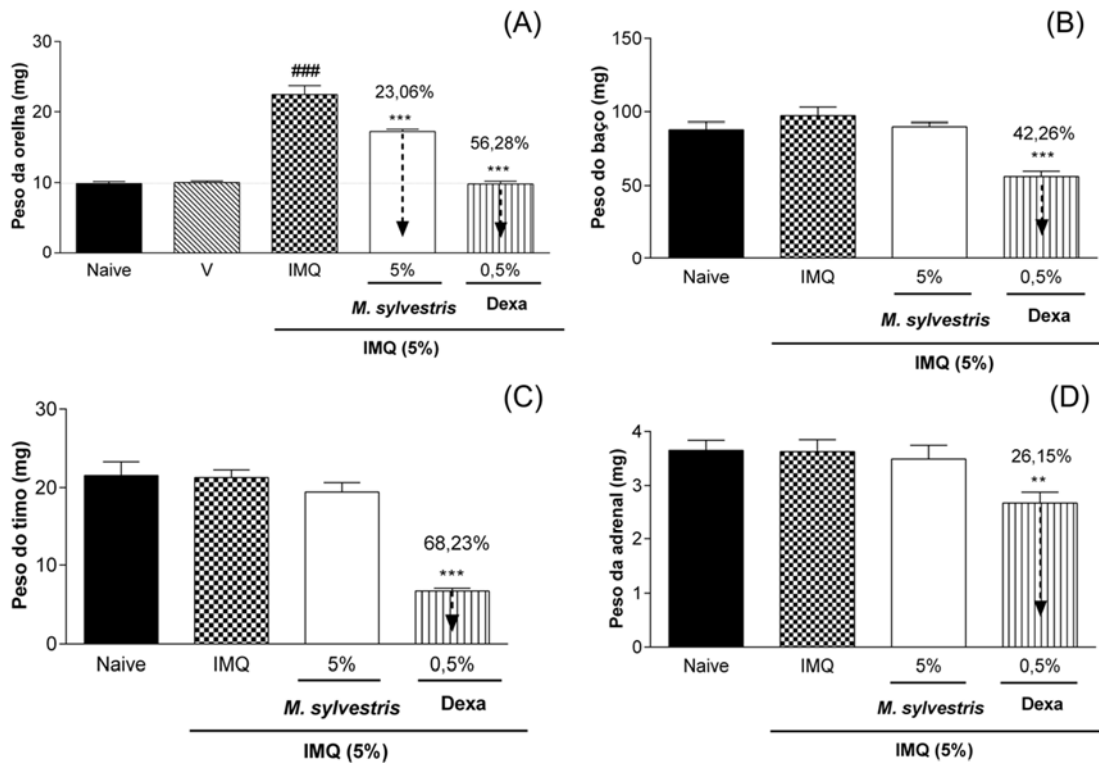 (A)
Peso da orelha (mg)
30
20
10
0
###
23,06%
***
56,28%
***
Naive V IMQ 5% 0,5%
M. sylvestris Dexa
IMQ (5%)
(B)
Peso do baço (mg)
150
100
50
0
42,26%
***
Naive IMQ 5% 0,5%
M. sylvestris Dexa
IMQ (5%)
(C)
Peso do timo (mg)
30
20
10
0
68,23%
***
Naive IMQ 5% 0,5%
M. sylvestris Dexa
IMQ (5%)
(D)
Peso da adrenal (mg)
4
3
2
1
0
26,15%
**
Naive IMQ 5% 0,5%
M. sylvestris Dexa
IMQ (5%)